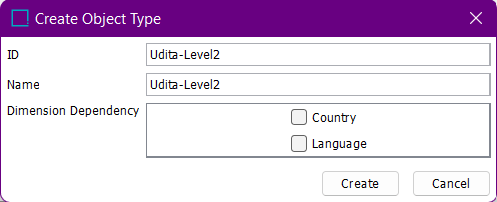 Create Object Type
ID Udita-Level2
Name Udita-Level2
Dimension Dependency
Country
Language
Create Cancel